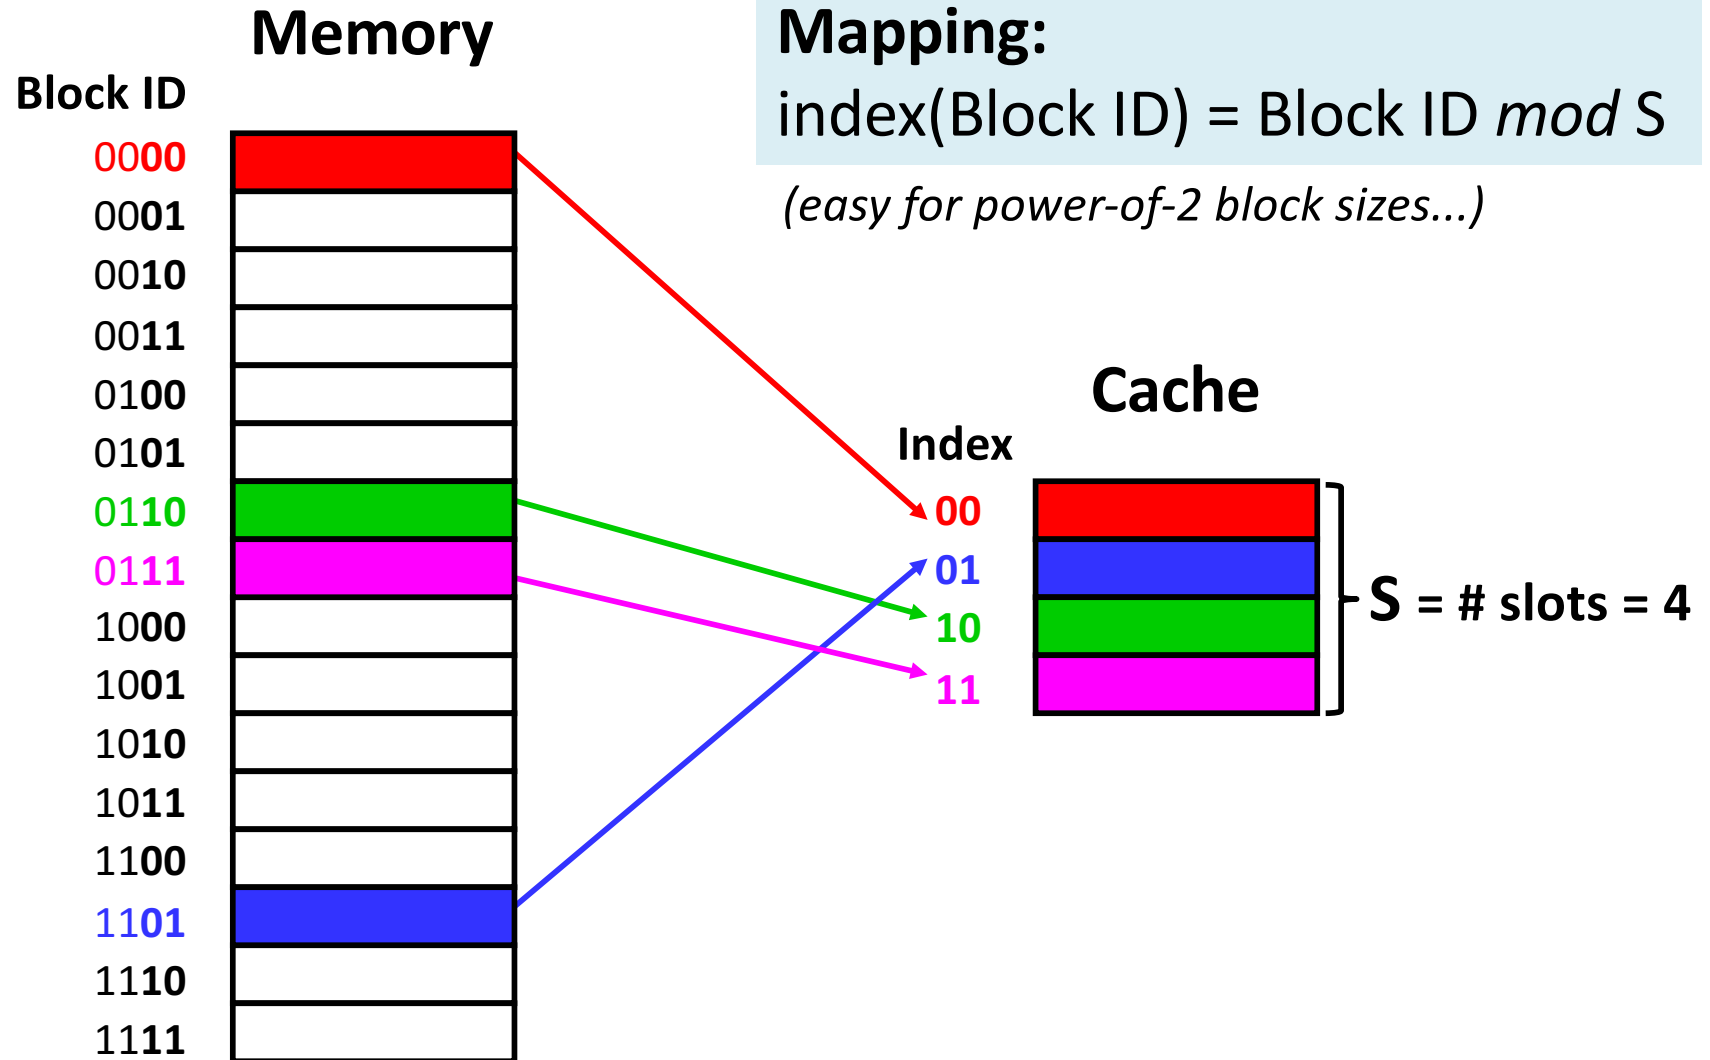 Memory
Mapping:
index(Block ID) = Block ID mod S
(easy for power-of-2 block sizes...)
Block ID
0000
0001
0010
0011
0100
0101
0110
0111
1000
1001
1010
1011
1100
1101
1110
1111
Cache
Index
00
01
10
11
S = # slots = 4